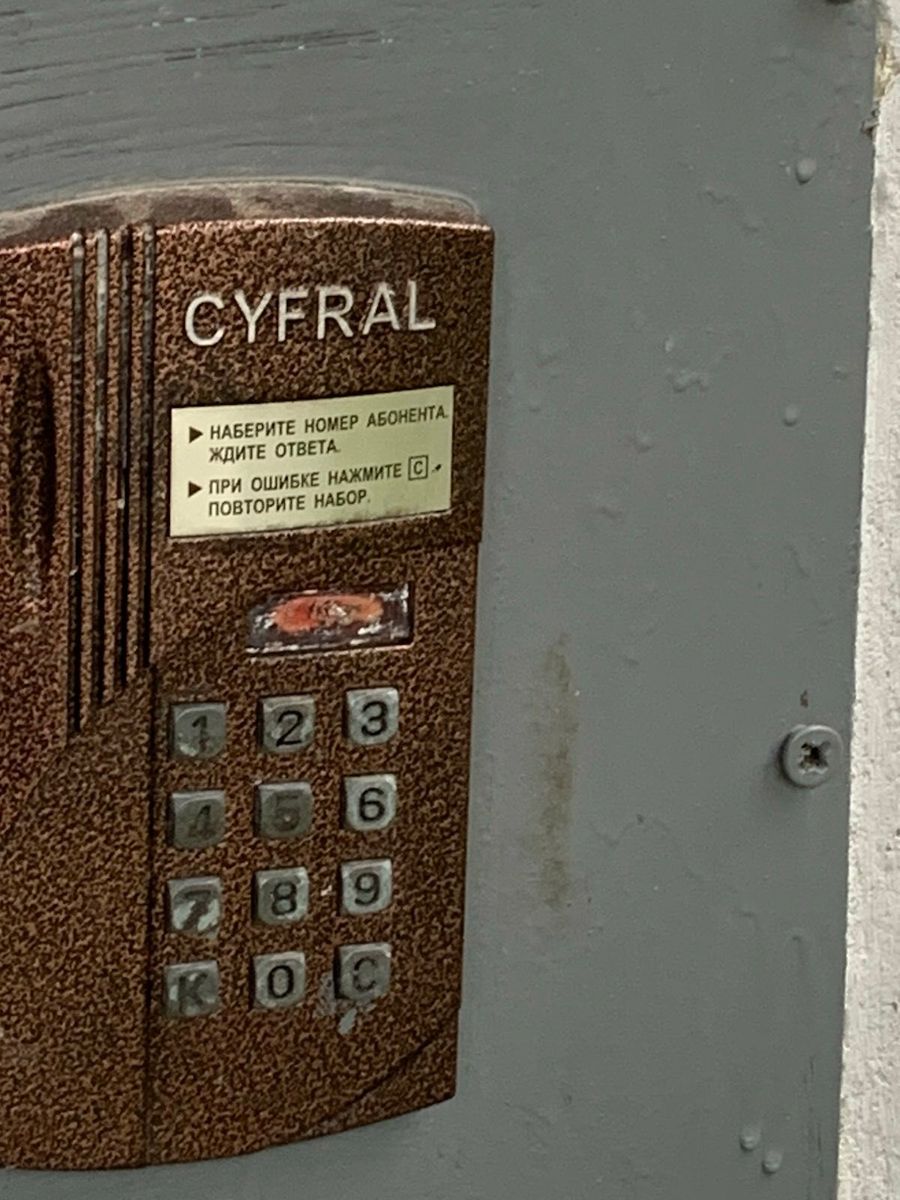 CYFRAL
▶ НАБЕРИТЕ НОМЕР АБОНЕНТА.
ЖДИТЕ ОТВЕТА.
▶ ПРИ ОШИБКЕ НАЖМИТЕ C
ПОВТОРИТЕ НАБОР.
1 2 3
4 5 6
7 8 9
К 0 С